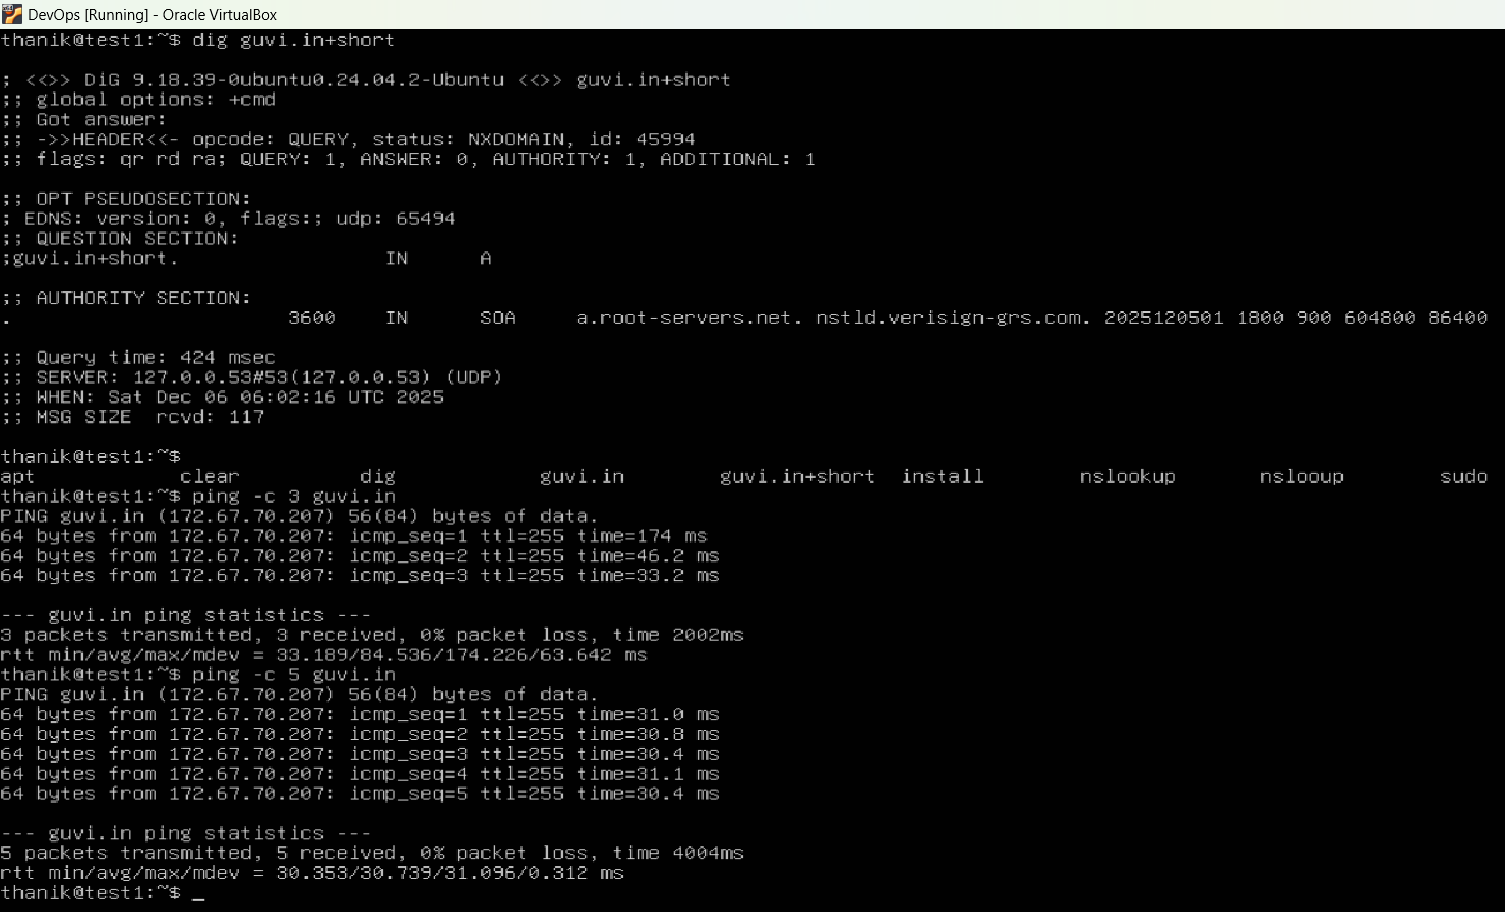 DevOps [Running] - Oracle VirtualBox
thanik@test1:~$ dig guvi.in+short
; <<>> DiG 9.18.39-0ubuntu0.24.04.2-Ubuntu <<>> guvi.in+short
;; global options: +cmd
;; Got answer:
;; ->>HEADER<<- opcode: QUERY, status: NXDOMAIN, id: 45994
;; flags: qr rd ra; QUERY: 1, ANSWER: 0, AUTHORITY: 1, ADDITIONAL: 1
;; OPT PSEUDOSECTION:
; EDNS: version: 0, flags:; udp: 65494
;; QUESTION SECTION:
;guvi.in+short. IN A
;; AUTHORITY SECTION:
. 3600 IN SOA a.root-servers.net. nstld.verisign-grs.com. 2025120501 1800 900 604800 86400
;; Query time: 424 msec
;; SERVER: 127.0.0.53#53(127.0.0.53) (UDP)
;; WHEN: Sat Dec 06 06:02:16 UTC 2025
;; MSG SIZE  rcvd: 117
thanik@test1:~$
apt clear dig guvi.in guvi.in+short install nslookup nslooup sudo
thanik@test1:~$ ping -c 3 guvi.in
PING guvi.in (172.67.70.207) 56(84) bytes of data.
64 bytes from 172.67.70.207: icmp_seq=1 ttl=255 time=174 ms
64 bytes from 172.67.70.207: icmp_seq=2 ttl=255 time=46.2 ms
64 bytes from 172.67.70.207: icmp_seq=3 ttl=255 time=33.2 ms
--- guvi.in ping statistics ---
3 packets transmitted, 3 received, 0% packet loss, time 2002ms
rtt min/avg/max/mdev = 33.189/84.536/174.226/63.642 ms
thanik@test1:~$ ping -c 5 guvi.in
PING guvi.in (172.67.70.207) 56(84) bytes of data.
64 bytes from 172.67.70.207: icmp_seq=1 ttl=255 time=31.0 ms
64 bytes from 172.67.70.207: icmp_seq=2 ttl=255 time=30.8 ms
64 bytes from 172.67.70.207: icmp_seq=3 ttl=255 time=30.4 ms
64 bytes from 172.67.70.207: icmp_seq=4 ttl=255 time=31.1 ms
64 bytes from 172.67.70.207: icmp_seq=5 ttl=255 time=30.4 ms
--- guvi.in ping statistics ---
5 packets transmitted, 5 received, 0% packet loss, time 4004ms
rtt min/avg/max/mdev = 30.353/30.739/31.096/0.312 ms
thanik@test1:~$ _